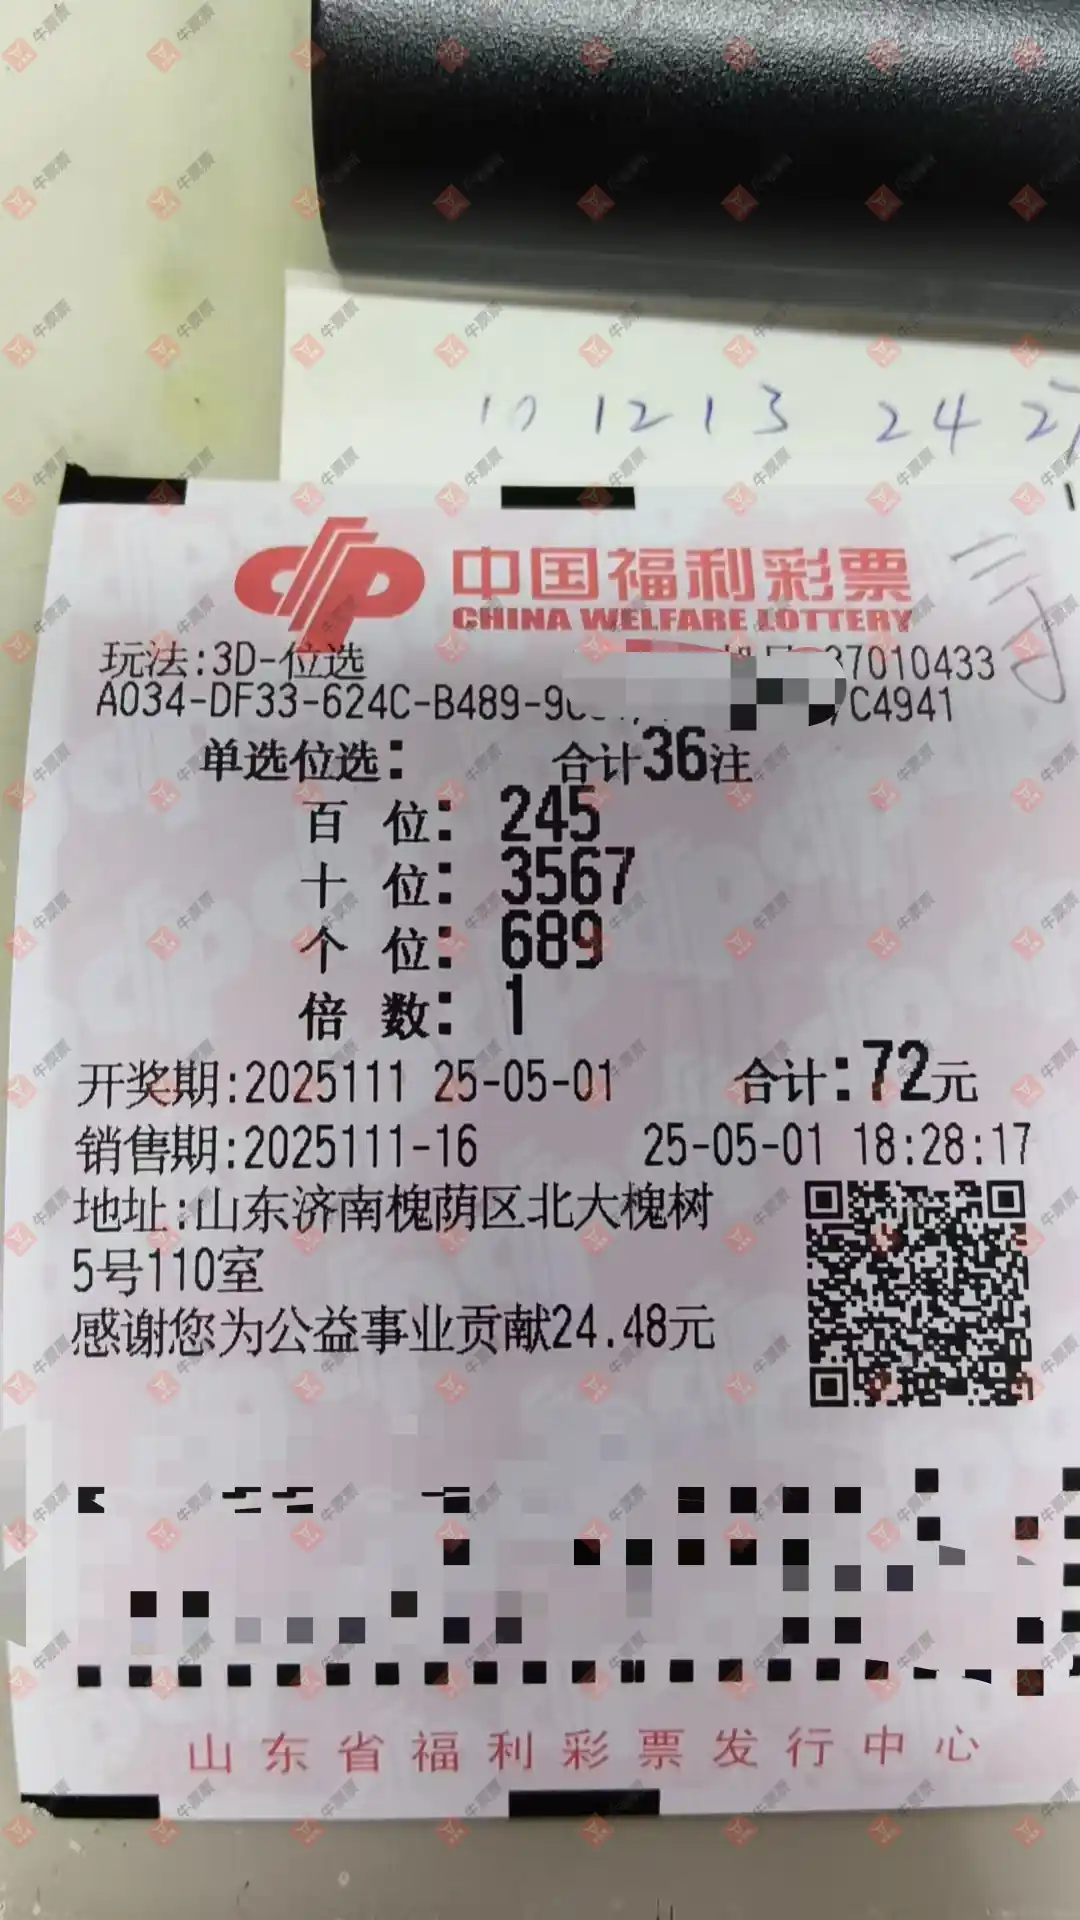 10 12 13 24 27
中国福利彩票
CHINA WELFARE LOTTERY
玩法:3D-位选 37010433
A034-DF33-624C-B489-9 C4941
单选位选: 合计36注
百 位: 245
十 位: 3567
个 位: 689
倍 数: 1
开奖期:2025111 25-05-01 合计:72元
销售期:2025111-16 25-05-01 18:28:17
地址:山东济南槐荫区北大槐树
5号110室
感谢您为公益事业贡献24.48元
山东省福利彩票发行中心
牛票票